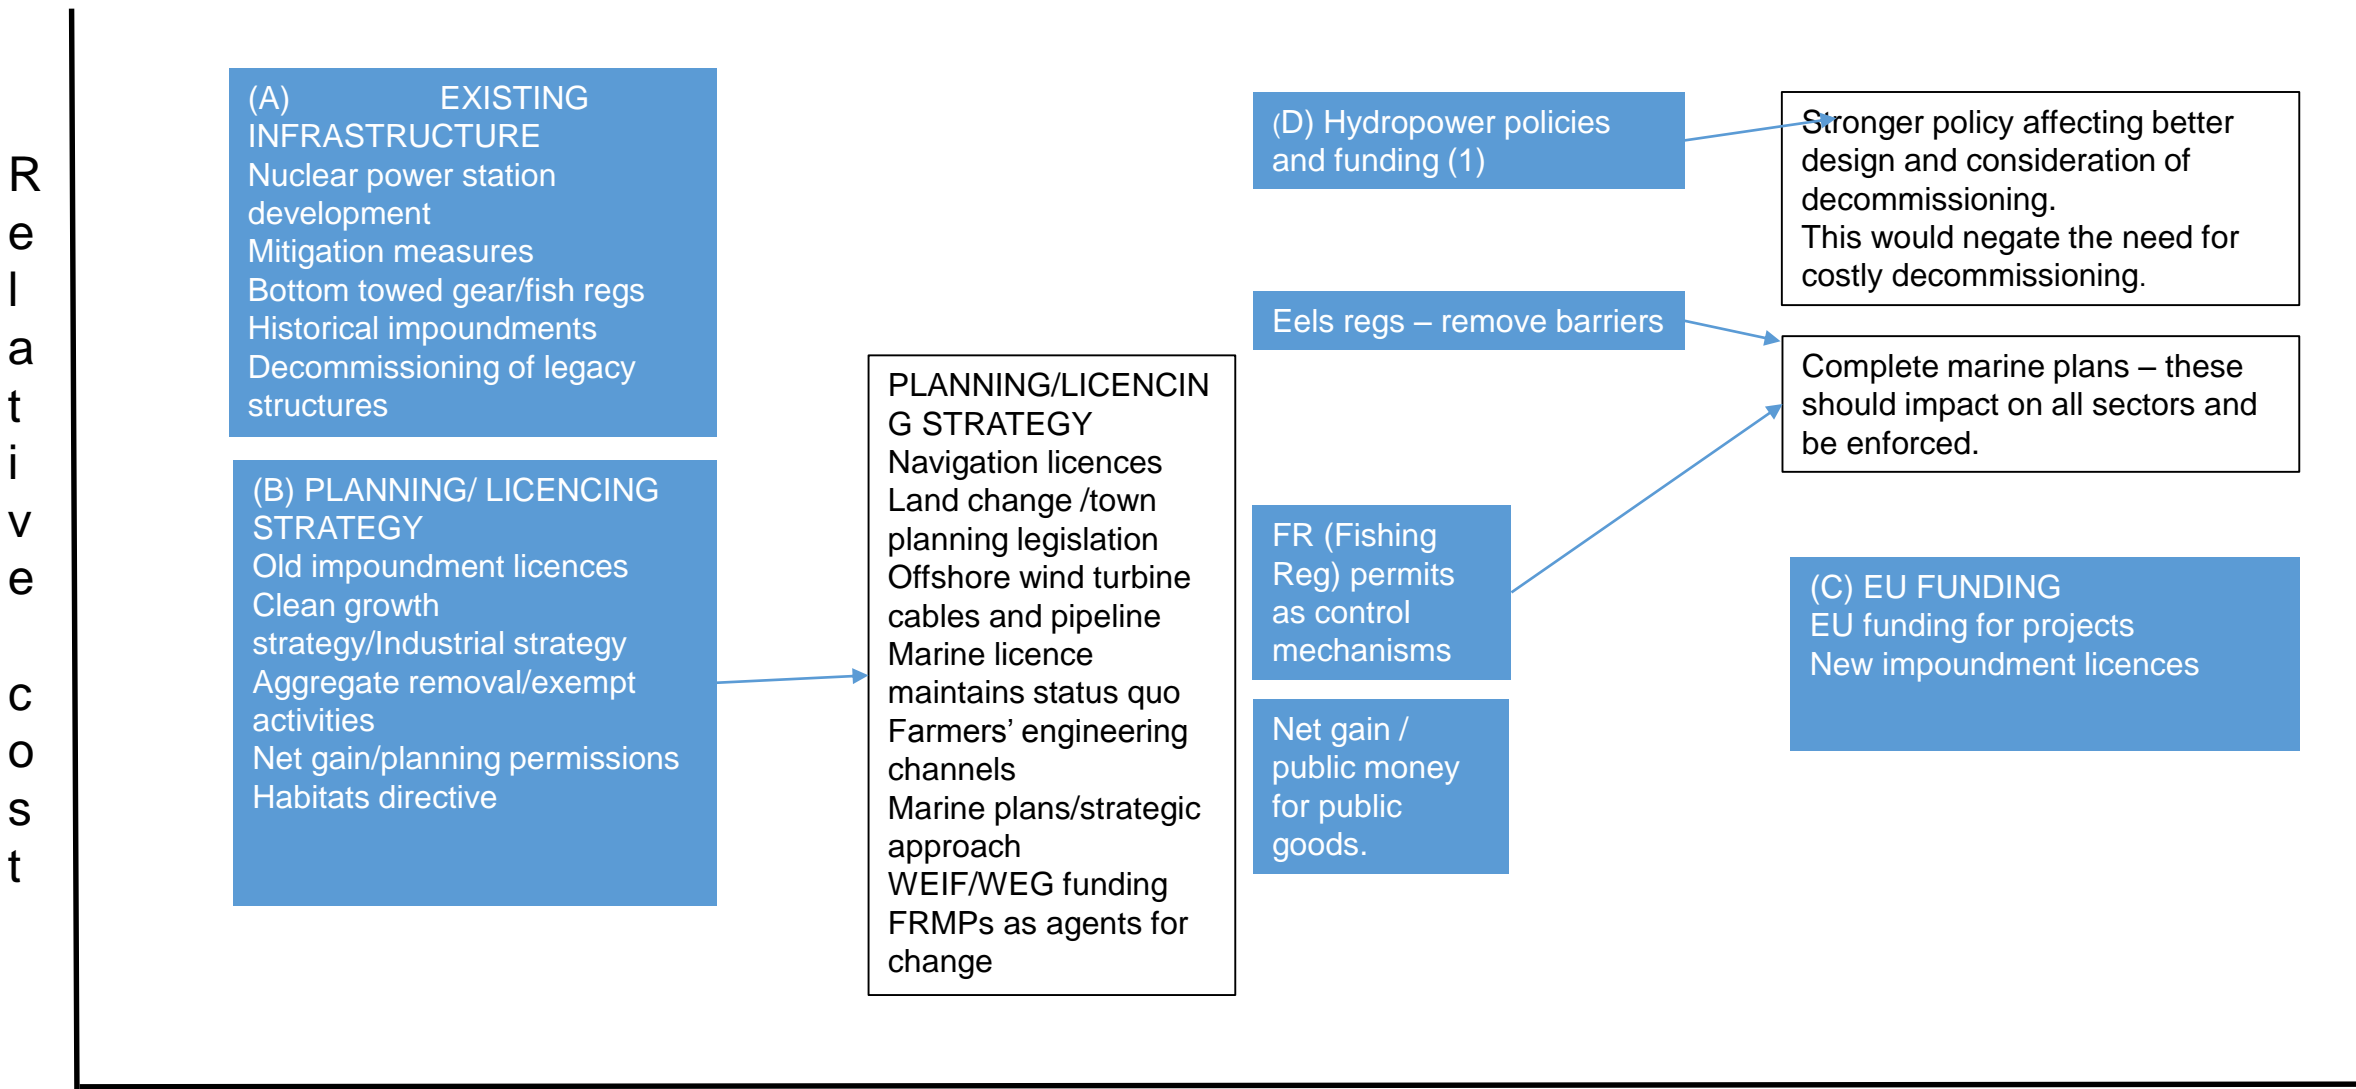 Relative cost
(A) EXISTING
INFRASTRUCTURE
Nuclear power station
development
Mitigation measures
Bottom towed gear/fish regs
Historical impoundments
Decommissioning of legacy
structures
(B) PLANNING/ LICENCING
STRATEGY
Old impoundment licences
Clean growth
strategy/Industrial strategy
Aggregate removal/exempt
activities
Net gain/planning permissions
Habitats directive
PLANNING/LICENCIN
G STRATEGY
Navigation licences
Land change /town
planning legislation
Offshore wind turbine
cables and pipeline
Marine licence
maintains status quo
Farmers’ engineering
channels
Marine plans/strategic
approach
WEIF/WEG funding
FRMPs as agents for
change
(D) Hydropower policies
and funding (1)
Eels regs – remove barriers
FR (Fishing
Reg) permits
as control
mechanisms
Net gain /
public money
for public
goods.
Stronger policy affecting better
design and consideration of
decommissioning.
This would negate the need for
costly decommissioning.
Complete marine plans – these
should impact on all sectors and
be enforced.
(C) EU FUNDING
EU funding for projects
New impoundment licences